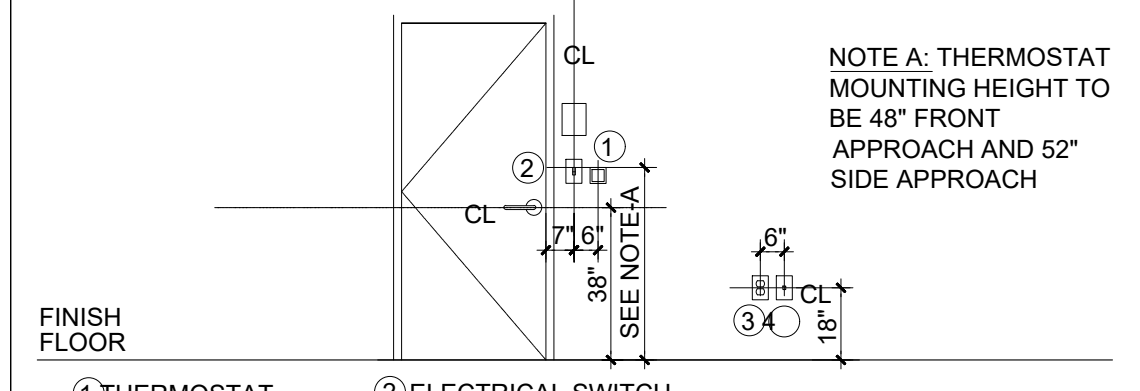 CL
NOTE A: THERMOSTAT
MOUNTING HEIGHT TO
BE 48" FRONT
APPROACH AND 52"
SIDE APPROACH
1
2
CL
7" 6"
38"
SEE NOTE-A
6"
CL
3 4
18"
FINISH
FLOOR
1 THERMOSTAT
2 ELECTRICAL SWITCH